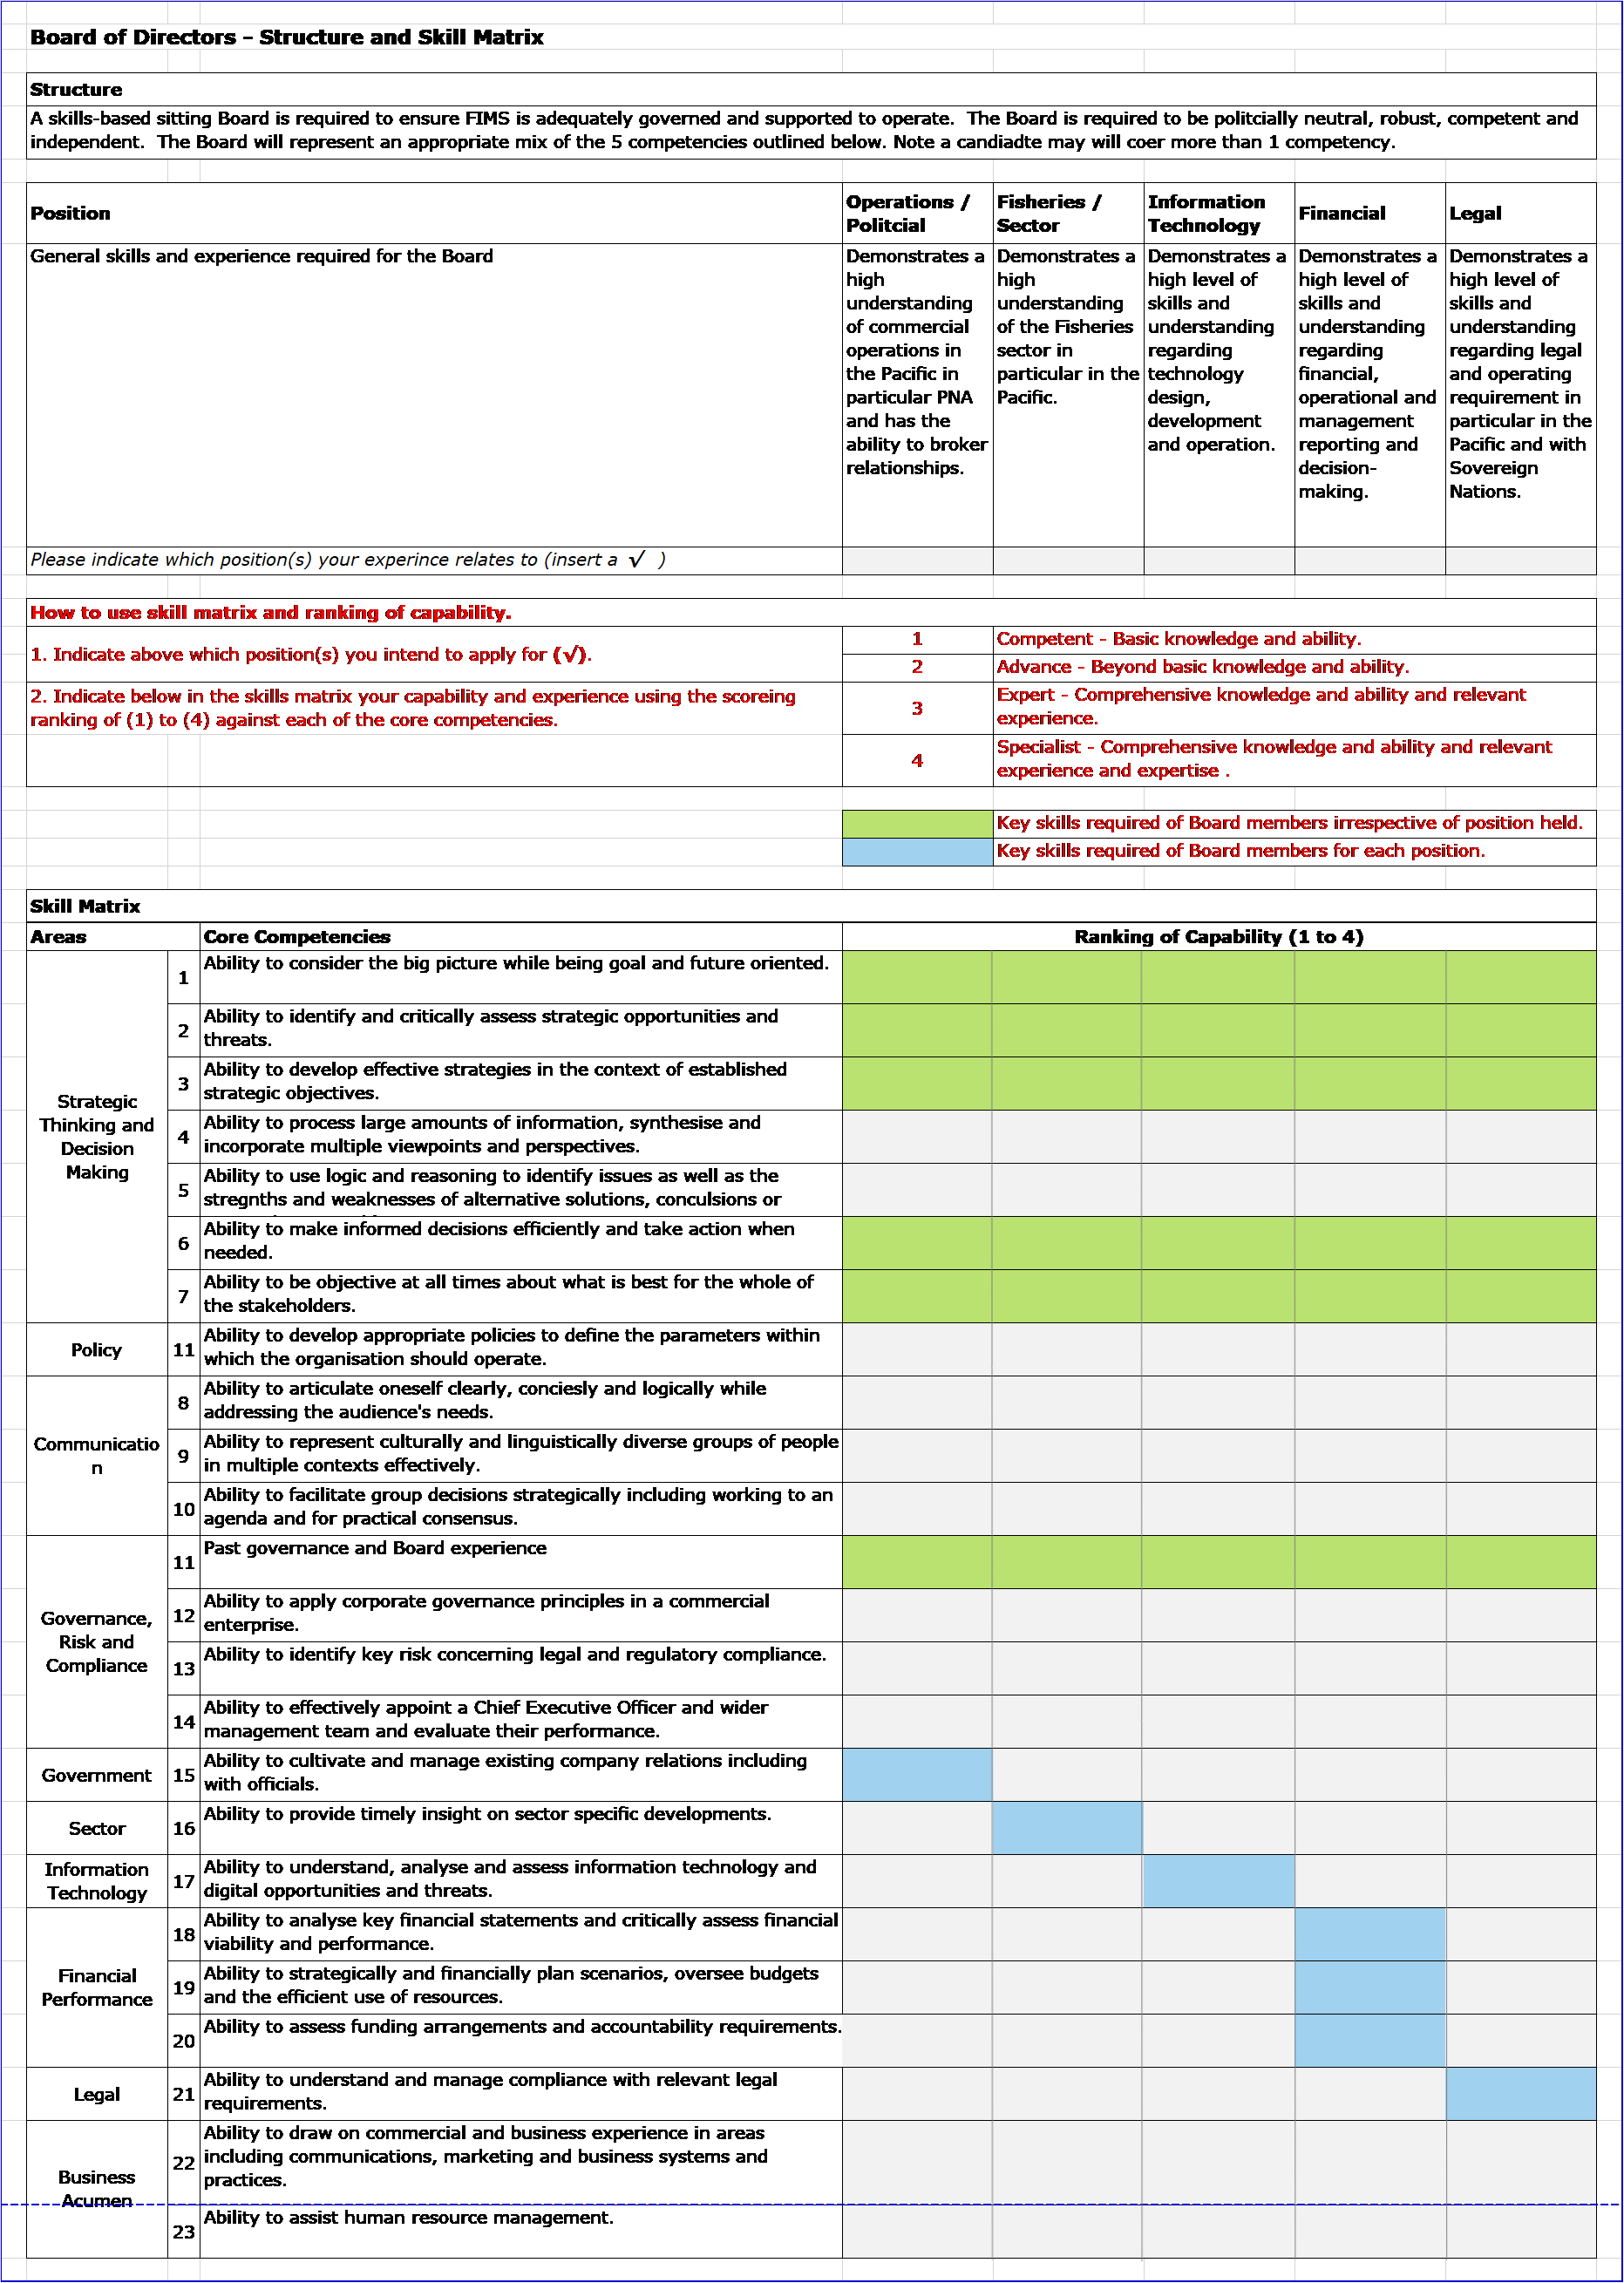 Board of Directors – Structure and Skill Matrix
Structure
A skills-based sitting Board is required to ensure FIMS is adequately governed and supported to operate.  The Board is required to be politcially neutral, robust, competent and
independent.  The Board will represent an appropriate mix of the 5 competencies outlined below. Note a candiadte may will coer more than 1 competency.
Position
Operations /
Politcial
Fisheries /
Sector
Information
Technology
Financial
Legal
General skills and experience required for the Board
Demonstrates a
high
understanding
of commercial
operations in
the Pacific in
particular PNA
and has the
ability to broker
relationships.
Demonstrates a
high
understanding
of the Fisheries
sector in
particular in the
Pacific.
Demonstrates a
high level of
skills and
understanding
regarding
technology
design,
development
and operation.
Demonstrates a
high level of
skills and
understanding
regarding
financial,
operational and
management
reporting and
decision-
making.
Demonstrates a
high level of
skills and
understanding
regarding legal
and operating
requirement in
particular in the
Pacific and with
Sovereign
Nations.
Please indicate which position(s) your experince relates to (insert a √ )
How to use skill matrix and ranking of capability.
1. Indicate above which position(s) you intend to apply for (√).
1 Competent - Basic knowledge and ability.
2 Advance - Beyond basic knowledge and ability.
2. Indicate below in the skills matrix your capability and experience using the scoreing
ranking of (1) to (4) against each of the core competencies.
3 Expert - Comprehensive knowledge and ability and relevant
experience.
4 Specialist - Comprehensive knowledge and ability and relevant
experience and expertise .
Key skills required of Board members irrespective of position held.
Key skills required of Board members for each position.
Skill Matrix
Areas Core Competencies Ranking of Capability (1 to 4)
Strategic
Thinking and
Decision
Making
1 Ability to consider the big picture while being goal and future oriented.
2 Ability to identify and critically assess strategic opportunities and
threats.
3 Ability to develop effective strategies in the context of established
strategic objectives.
4 Ability to process large amounts of information, synthesise and
incorporate multiple viewpoints and perspectives.
5 Ability to use logic and reasoning to identify issues as well as the
stregnths and weaknesses of alternative solutions, conculsions or
6 Ability to make informed decisions efficiently and take action when
needed.
7 Ability to be objective at all times about what is best for the whole of
the stakeholders.
Policy
11 Ability to develop appropriate policies to define the parameters within
which the organisation should operate.
Communicatio
n
8 Ability to articulate oneself clearly, conciesly and logically while
addressing the audience's needs.
9 Ability to represent culturally and linguistically diverse groups of people
in multiple contexts effectively.
10 Ability to facilitate group decisions strategically including working to an
agenda and for practical consensus.
Governance,
Risk and
Compliance
11 Past governance and Board experience
12 Ability to apply corporate governance principles in a commercial
enterprise.
13 Ability to identify key risk concerning legal and regulatory compliance.
14 Ability to effectively appoint a Chief Executive Officer and wider
management team and evaluate their performance.
Government
15 Ability to cultivate and manage existing company relations including
with officials.
Sector
16 Ability to provide timely insight on sector specific developments.
Information
Technology
17 Ability to understand, analyse and assess information technology and
digital opportunities and threats.
Financial
Performance
18 Ability to analyse key financial statements and critically assess financial
viability and performance.
19 Ability to strategically and financially plan scenarios, oversee budgets
and the efficient use of resources.
20 Ability to assess funding arrangements and accountability requirements.
Legal
21 Ability to understand and manage compliance with relevant legal
requirements.
Business
Acumen
22 Ability to draw on commercial and business experience in areas
including communications, marketing and business systems and
practices.
23 Ability to assist human resource management.